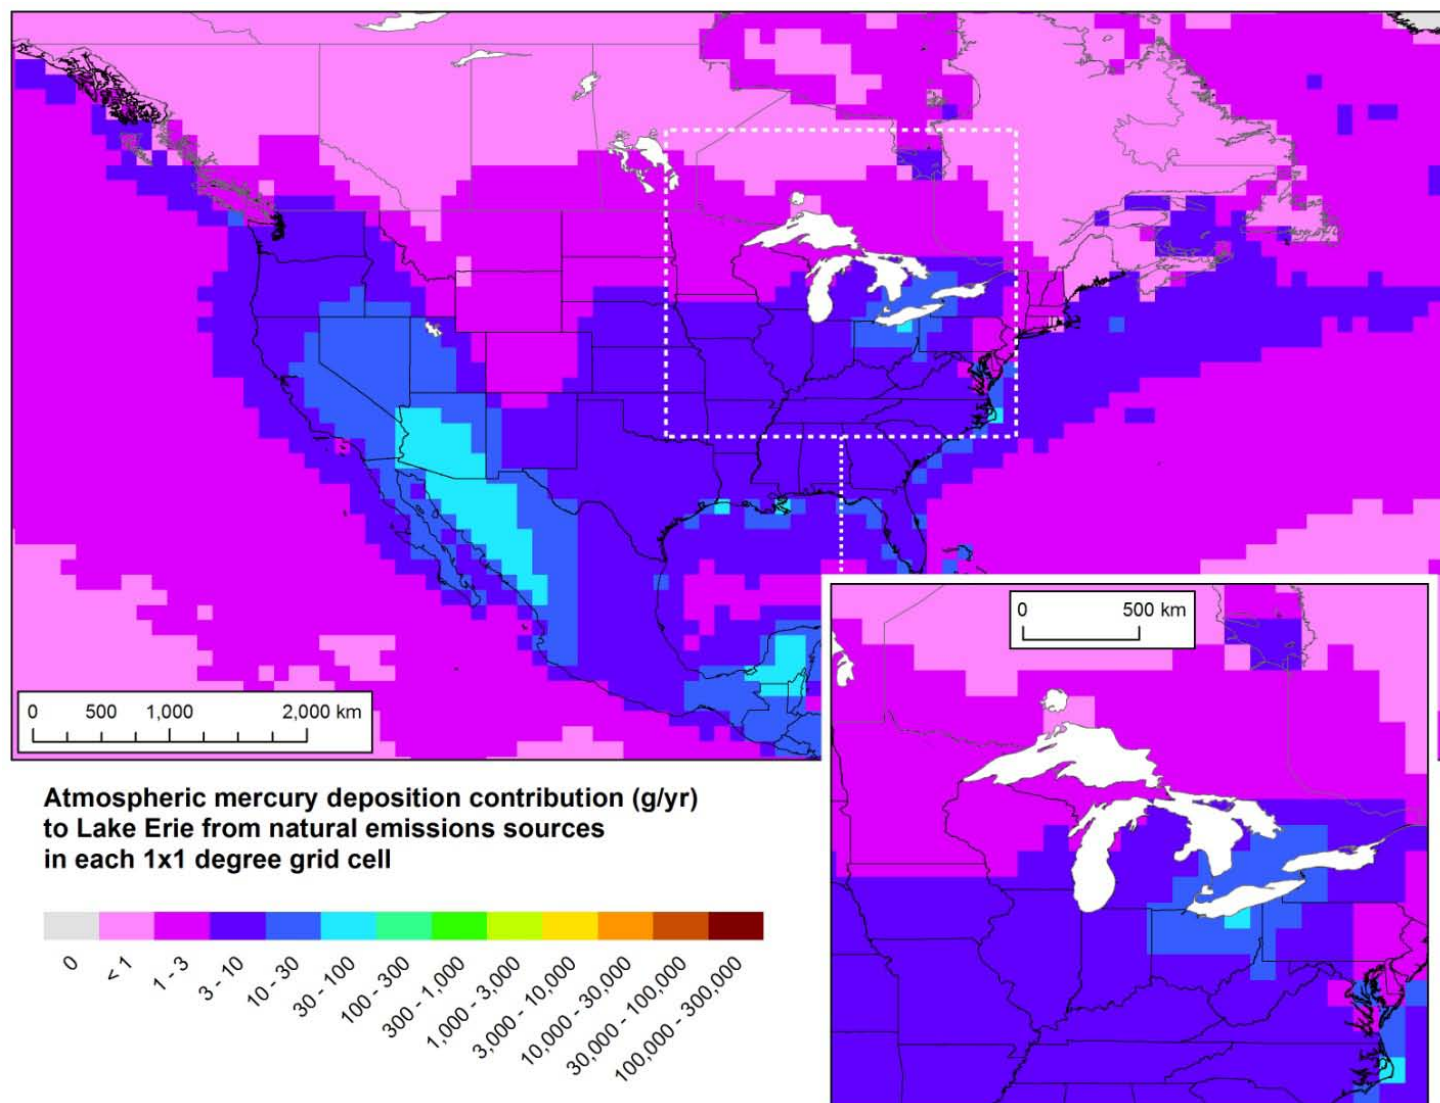 0 500 km
0 500 1,000 2,000 km
Atmospheric mercury deposition contribution (g/yr)
to Lake Erie from natural emissions sources
in each 1x1 degree grid cell
0
< 1
1 - 3
3 - 10
10 - 30
30 - 100
100 - 300
300 - 1,000
1,000 - 3,000
3,000 - 10,000
10,000 - 30,000
30,000 - 100,000
100,000 - 300,000